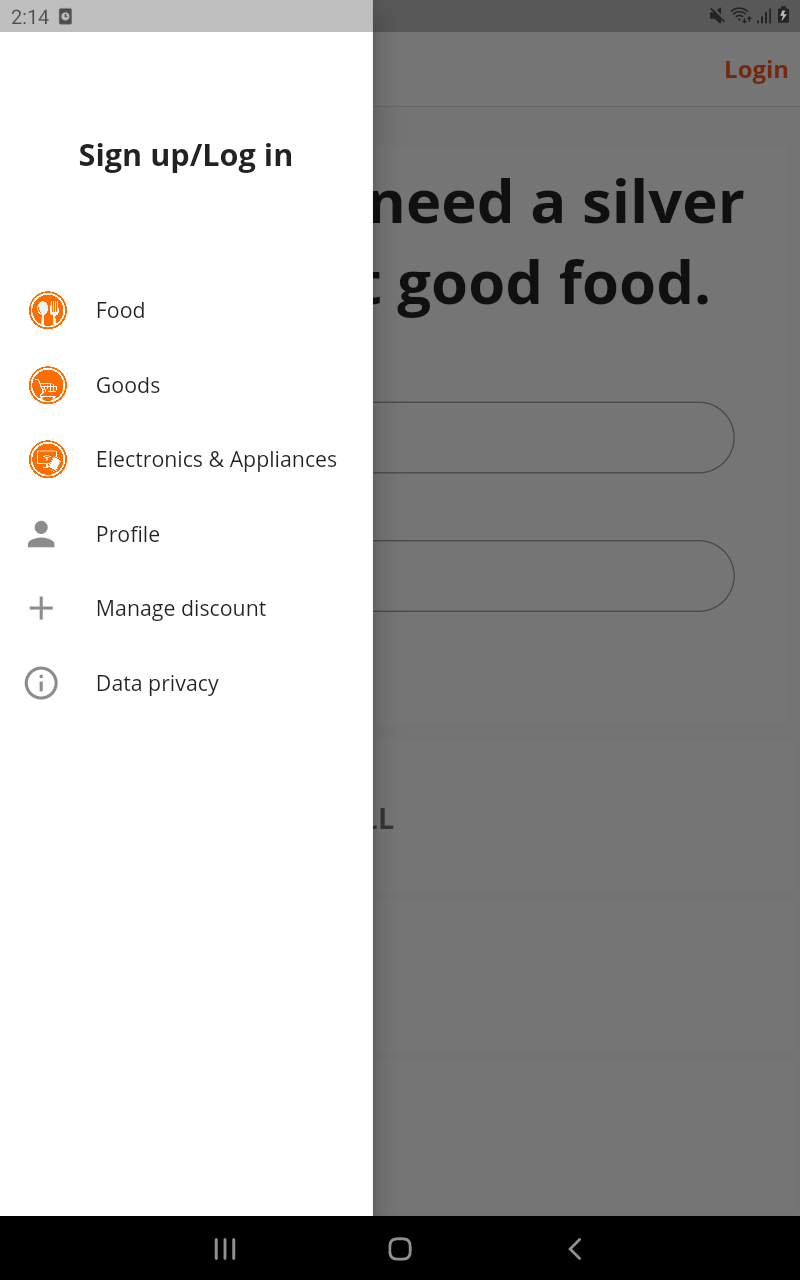 2:14
Login
Sign up/Log in
need a silver
good food.
Food
Goods
Electronics & Appliances
Profile
Manage discount
Data privacy